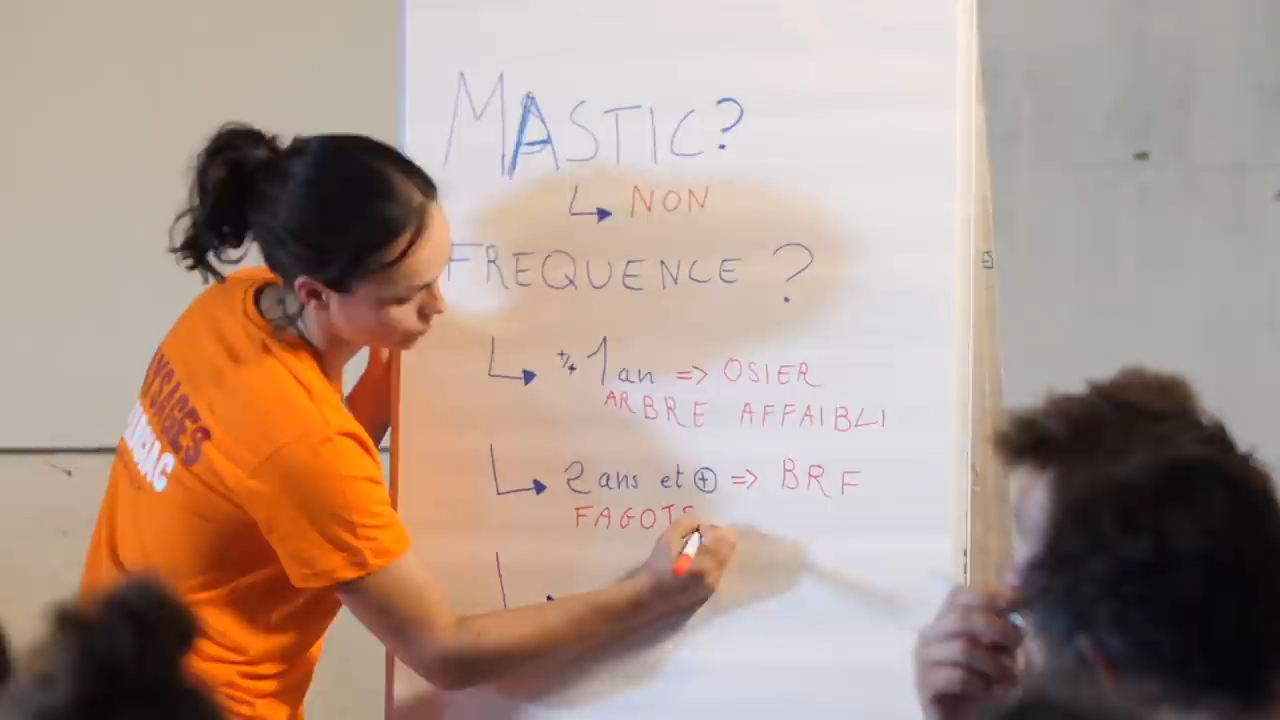 MASTIC?
NON
FREQUENCE ?
+/- 1 an => OSIER
ARBRE AFFAIBLI
2 ans et + => BRF
FAGOTS